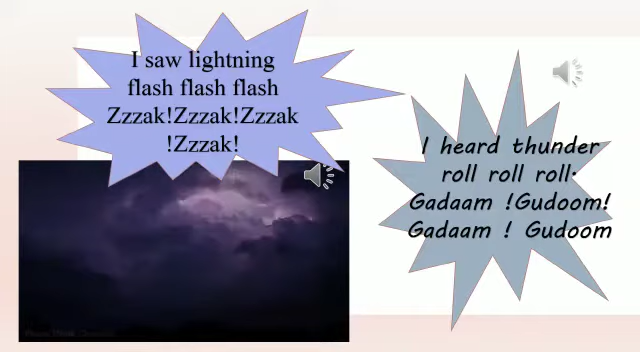 I saw lightning
flash flash flash
Zzzak!Zzzak!Zzzak
!Zzzak!
I heard thunder
roll roll roll.
Gadaam !Gudoom!
Gadaam ! Gudoom